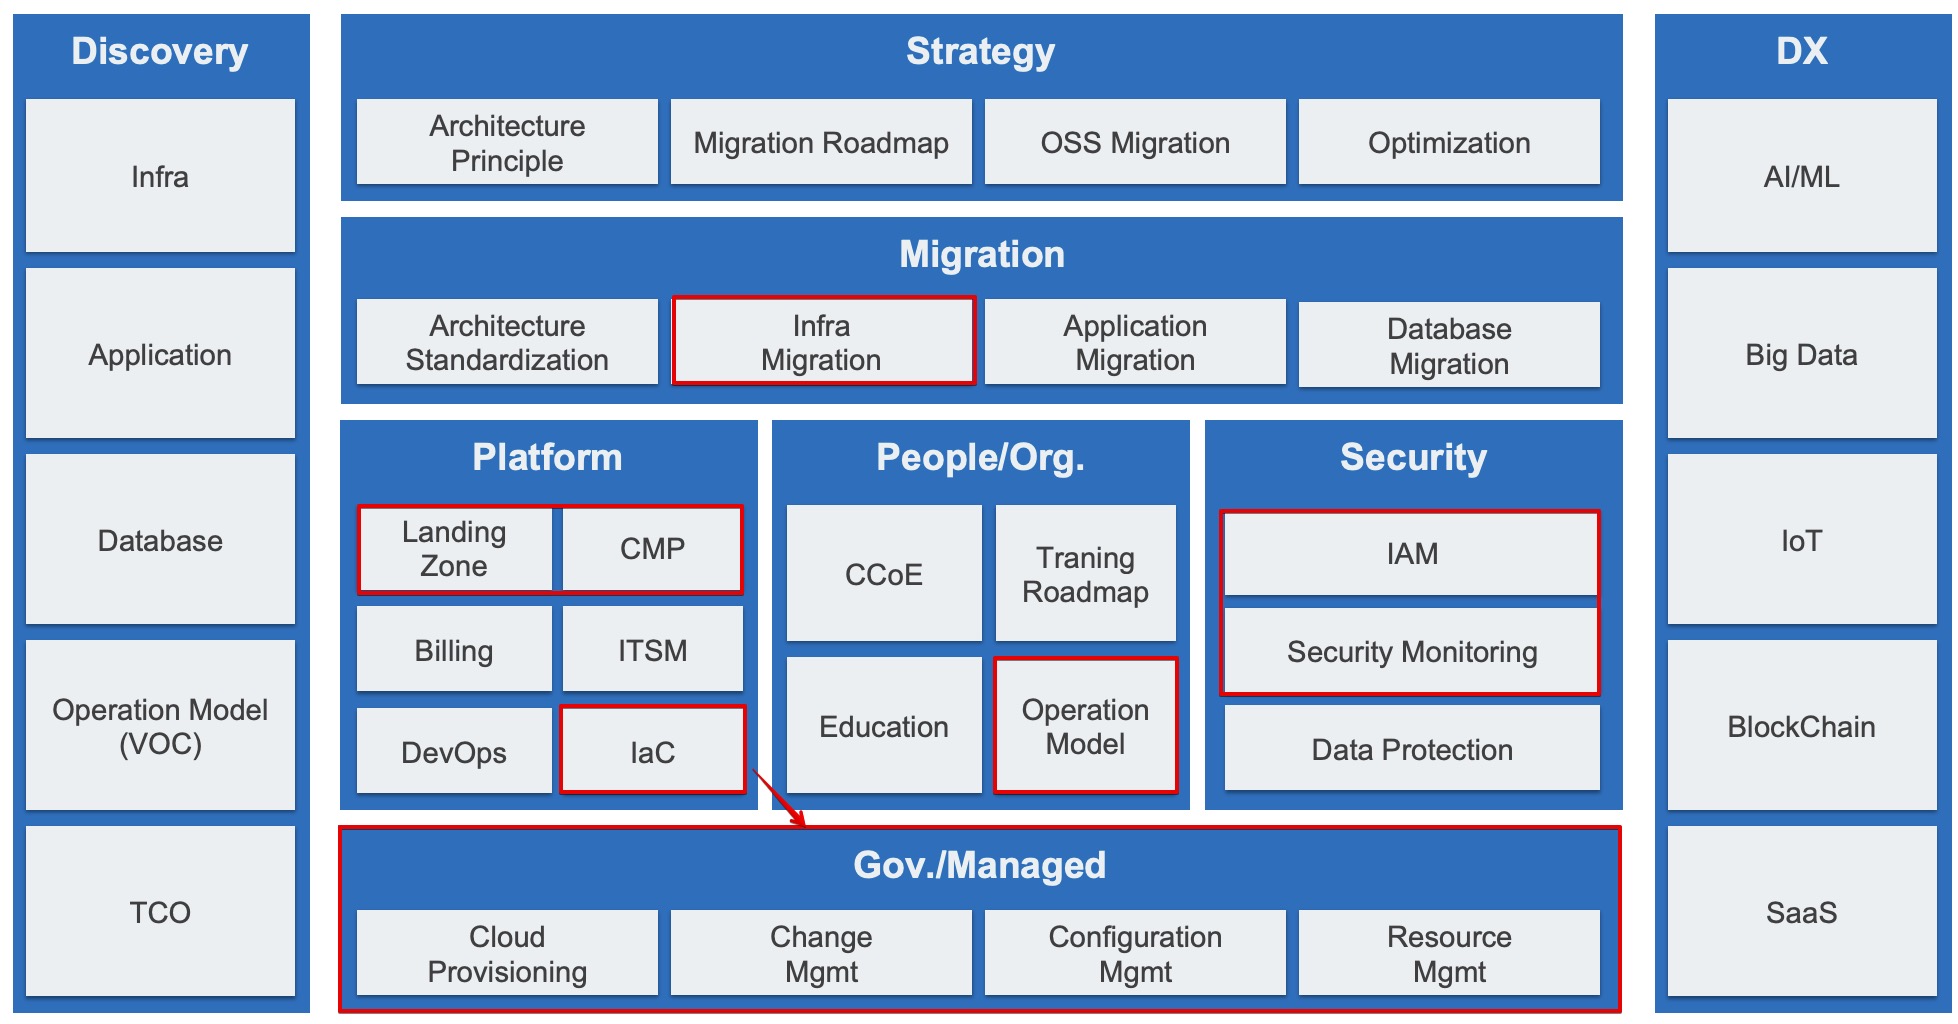 Discovery
Infra
Application
Database
Operation Model
(VOC)
TCO
Strategy
Architecture
Principle
Migration Roadmap
OSS Migration
Optimization
Migration
Architecture
Standardization
Infra
Migration
Application
Migration
Database
Migration
Platform
Landing
Zone
CMP
Billing
ITSM
DevOps
IaC
People/Org.
CCoE
Traning
Roadmap
Education
Operation
Model
Security
IAM
Security Monitoring
Data Protection
Gov./Managed
Cloud
Provisioning
Change
Mgmt
Configuration
Mgmt
Resource
Mgmt
DX
AI/ML
Big Data
IoT
BlockChain
SaaS